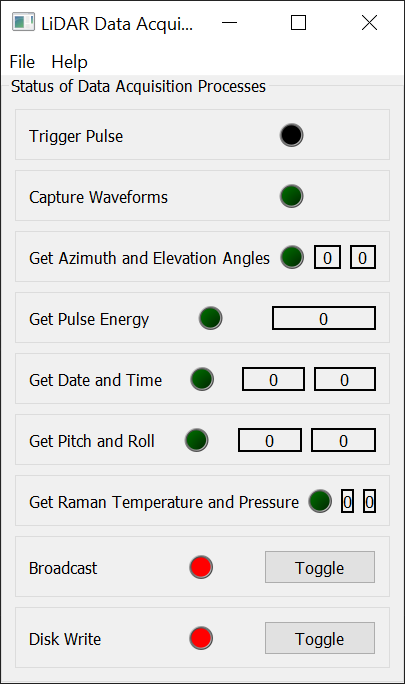 LiDAR Data Acqui...
File Help
Status of Data Acquisition Processes
Trigger Pulse
Capture Waveforms
Get Azimuth and Elevation Angles 0 0
Get Pulse Energy 0
Get Date and Time 0 0
Get Pitch and Roll 0 0
Get Raman Temperature and Pressure 0 0
Broadcast Toggle
Disk Write Toggle